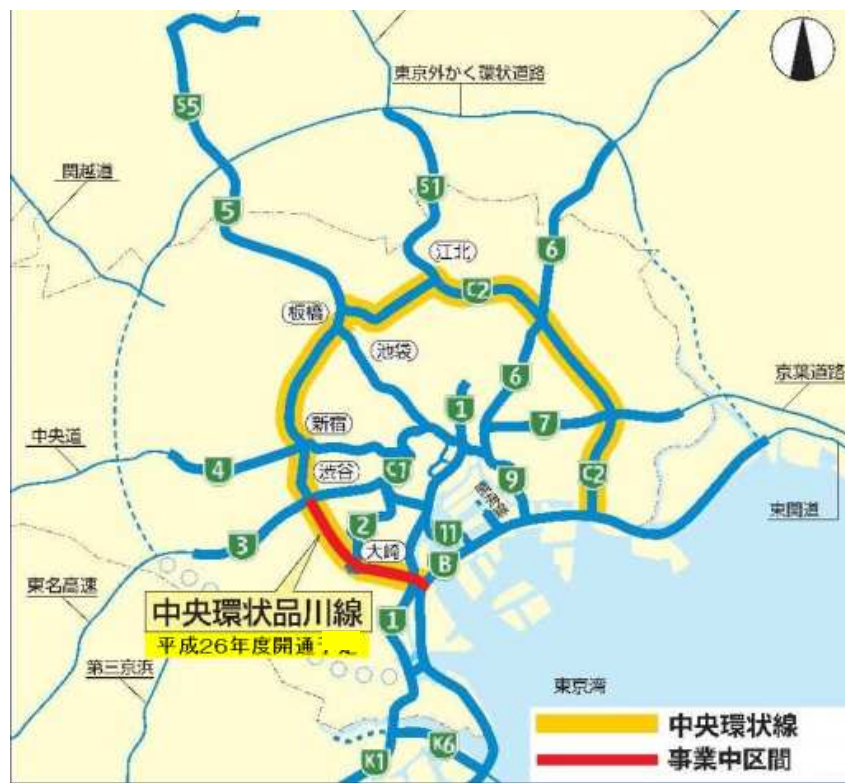 東京外かく環状道路
S5
関越道
5
S1
6
江北
C2
板橋
池袋
6
1
京葉道路
7
新宿
中央道
4
渋谷
C1
9
C2
東関道
3
2
11
大崎
B
東名高速
中央環状品川線
平成26年度開通
1
第三京浜
東京湾
中央環状線
事業中区間
K1
K6